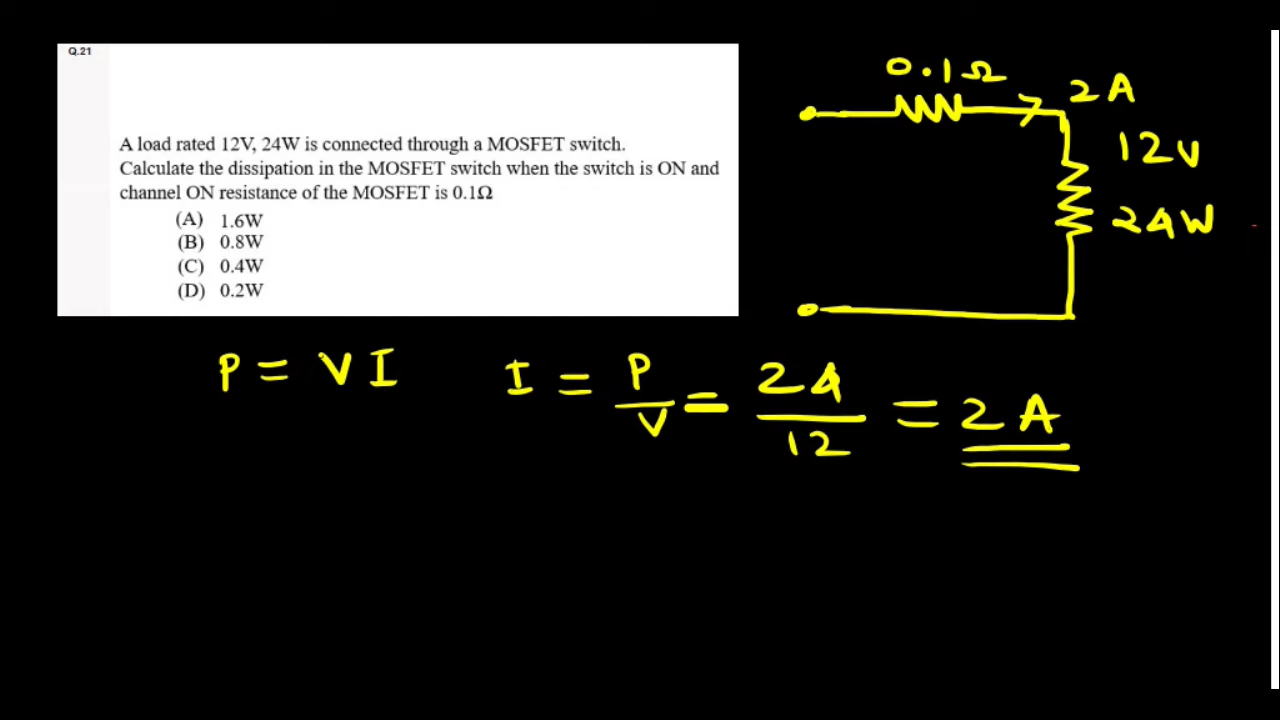 Q.21
A load rated 12V, 24W is connected through a MOSFET switch.
Calculate the dissipation in the MOSFET switch when the switch is ON and
channel ON resistance of the MOSFET is 0.1Ω
(A) 1.6W
(B) 0.8W
(C) 0.4W
(D) 0.2W
0.1Ω
2A
12V
24W
P = VI
I = P/V = 24/12 = 2A